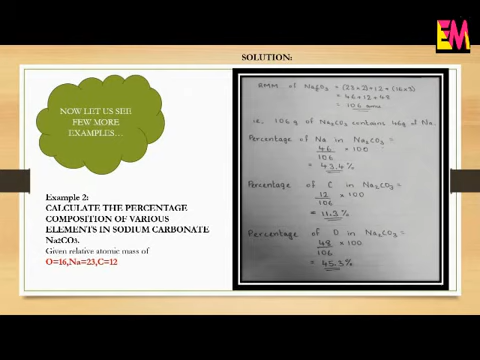 EM
SOLUTION:
NOW LET US SEE
FEW MORE
EXAMPLES…
Example 2:
CALCULATE THE PERCENTAGE
COMPOSITION OF VARIOUS
ELEMENTS IN SODIUM CARBONATE
Na2CO3.
Given relative atomic mass of
O=16,Na=23,C=12
RMM of Na₂CO₃ = (23×2)+12+(16×3)
= 46+12+48
= 106 amu
i.e, 106 g of Na₂CO₃ contains 46g of Na.
Percentage of Na in Na₂CO₃ =
46/106 × 100
= 43.4%
Percentage of C in Na₂CO₃ =
12/106 × 100
= 11.3%
Percentage of O in Na₂CO₃ =
48/106 × 100
= 45.3%